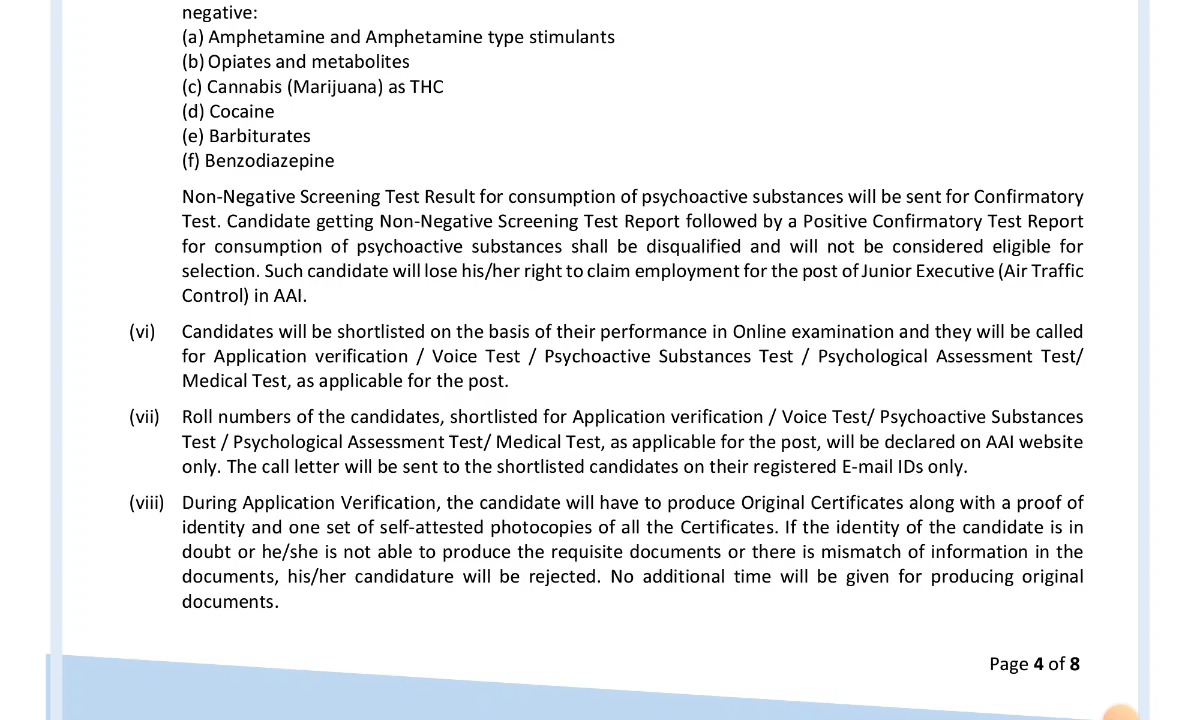 negative:
(a) Amphetamine and Amphetamine type stimulants
(b) Opiates and metabolites
(c) Cannabis (Marijuana) as THC
(d) Cocaine
(e) Barbiturates
(f) Benzodiazepine
Non-Negative Screening Test Result for consumption of psychoactive substances will be sent for Confirmatory
Test. Candidate getting Non-Negative Screening Test Report followed by a Positive Confirmatory Test Report
for consumption of psychoactive substances shall be disqualified and will not be considered eligible for
selection. Such candidate will lose his/her right to claim employment for the post of Junior Executive (Air Traffic
Control) in AAI.
(vi) Candidates will be shortlisted on the basis of their performance in Online examination and they will be called
for Application verification / Voice Test / Psychoactive Substances Test / Psychological Assessment Test/
Medical Test, as applicable for the post.
(vii) Roll numbers of the candidates, shortlisted for Application verification / Voice Test/ Psychoactive Substances
Test / Psychological Assessment Test/ Medical Test, as applicable for the post, will be declared on AAI website
only. The call letter will be sent to the shortlisted candidates on their registered E-mail IDs only.
(viii) During Application Verification, the candidate will have to produce Original Certificates along with a proof of
identity and one set of self-attested photocopies of all the Certificates. If the identity of the candidate is in
doubt or he/she is not able to produce the requisite documents or there is mismatch of information in the
documents, his/her candidature will be rejected. No additional time will be given for producing original
documents.
Page 4 of 8